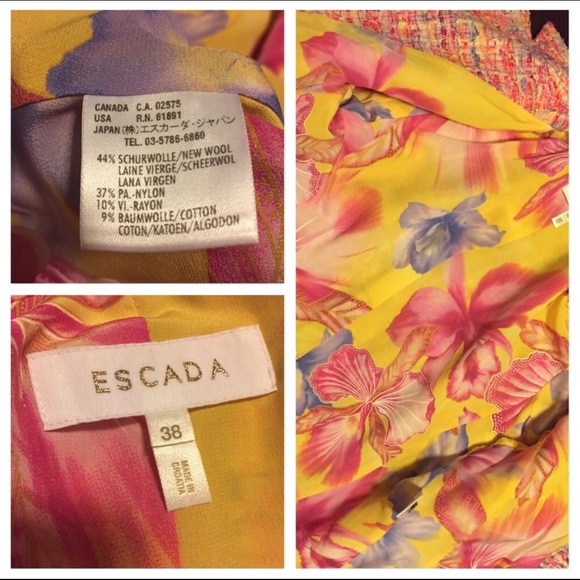 CANADA C.A. 02575
USA R.N. 61891
JAPAN (株)エスカーダ・ジャパン
TEL. 03-5786-6860
44% SCHURWOLLE/NEW WOOL
LAINE VIERGE/SCHEERWOL
LANA VIRGEN
37% PA.-NYLON
10% VI.-RAYON
9% BAUMWOLLE/COTTON
COTON/KATOEN/ALGODON
ESCADA
38
MADE IN
CROATIA